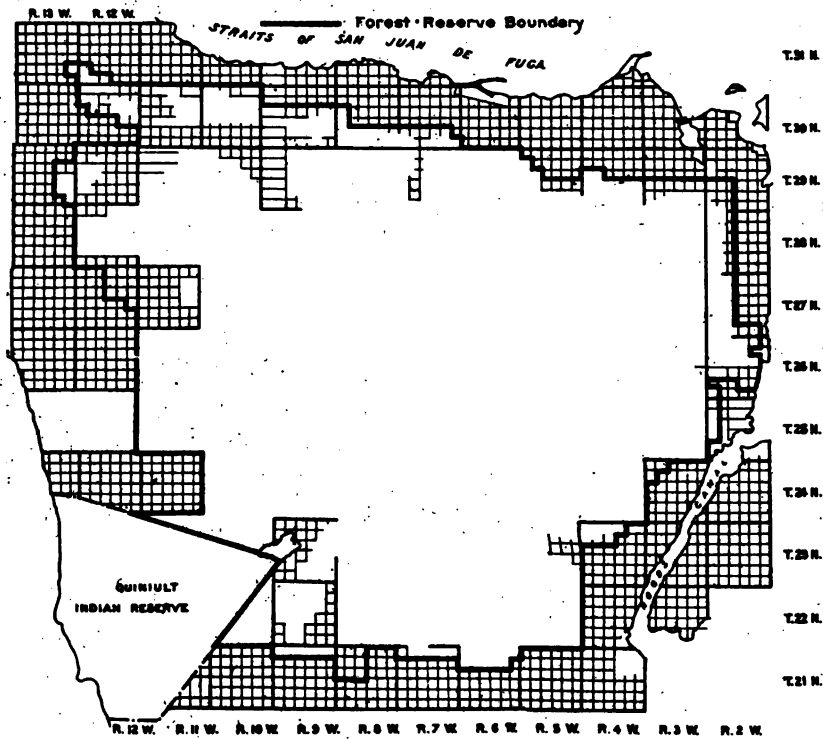 R. 13 W. R. 12 W.
Forest · Reserve Boundary
STRAITS OF SAN JUAN DE FUCA
T.31 N.
T.30 N.
T.29 N.
T.28 N.
T.27 N.
T.26 N.
T.25 N.
T.24 N.
T.23 N.
T.22 N.
T.21 N.
HOODS CANAL
QUINIULT
INDIAN RESERVE
R. 12 W. R. 11 W. R. 10 W. R. 9 W. R. 8 W. R. 7 W. R. 6 W. R. 5 W. R. 4 W. R. 3 W. R. 2 W.